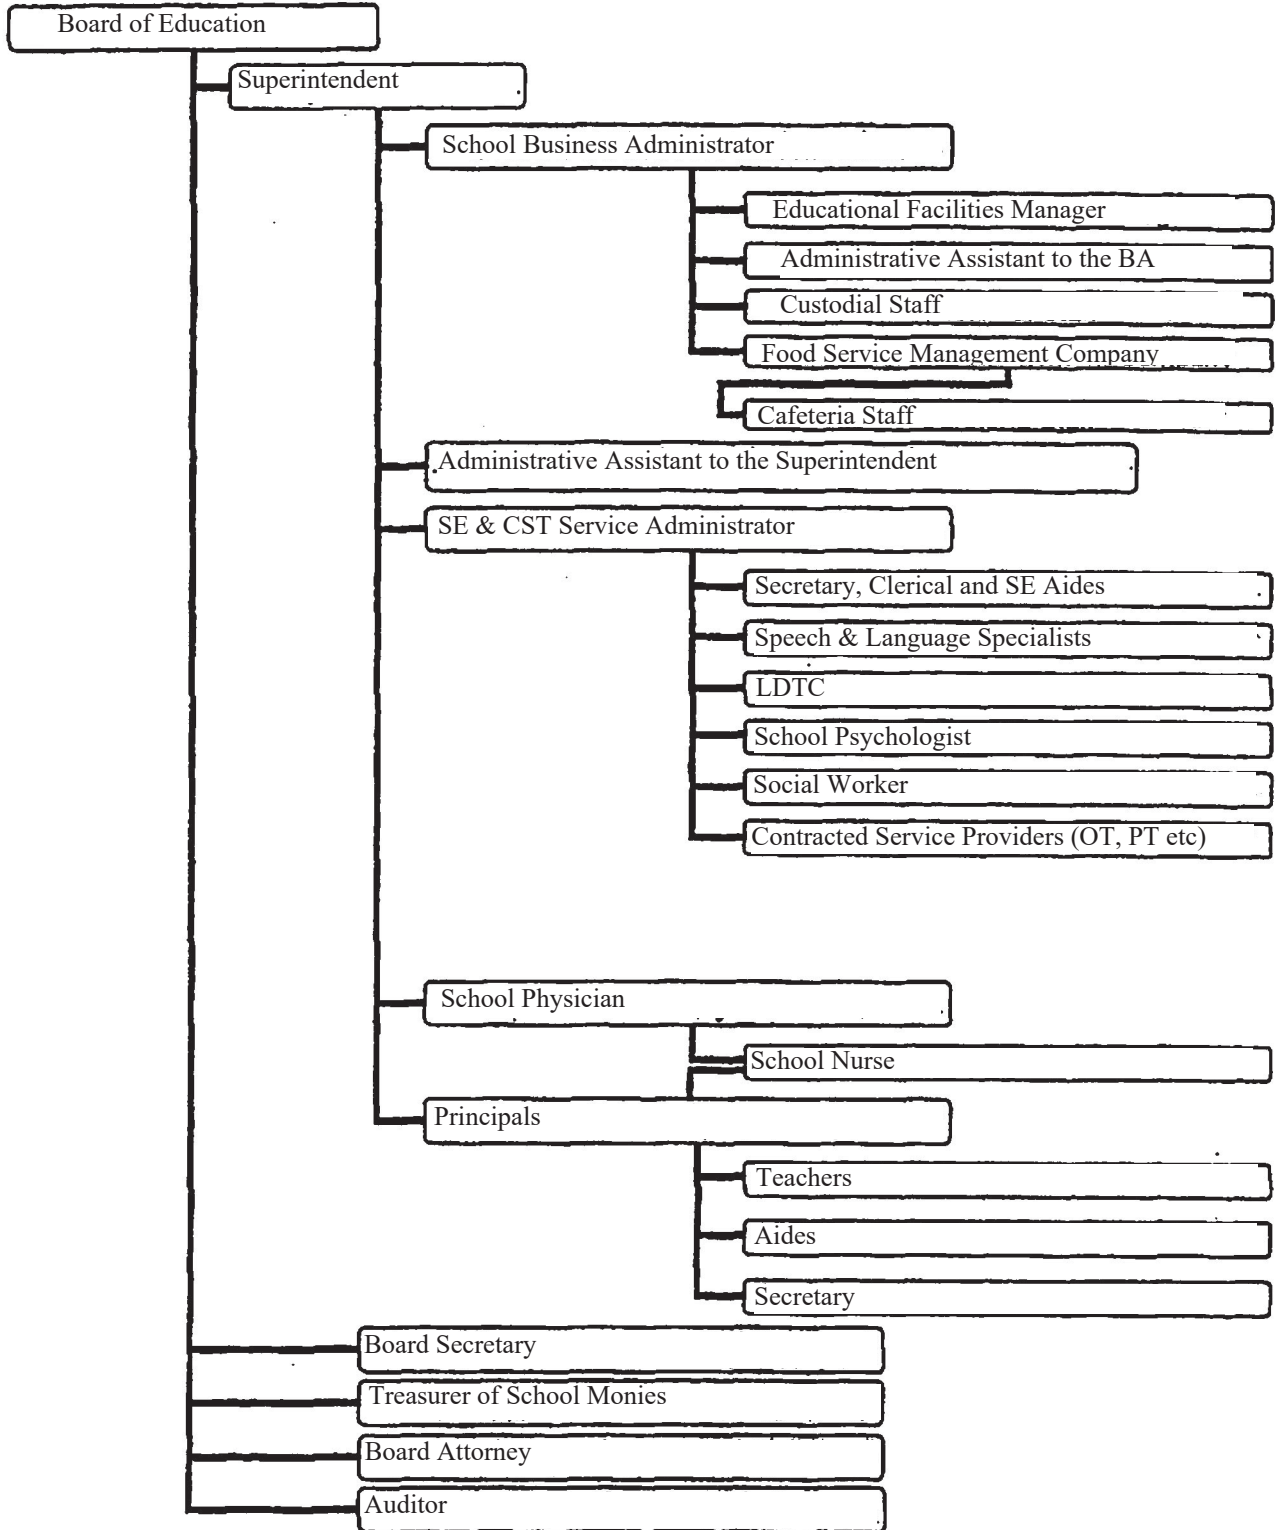 Board of Education
Superintendent
School Business Administrator
Educational Facilities Manager
Administrative Assistant to the BA
Custodial Staff
Food Service Management Company
Cafeteria Staff
Administrative Assistant to the Superintendent
SE & CST Service Administrator
Secretary, Clerical and SE Aides
Speech & Language Specialists
LDTC
School Psychologist
Social Worker
Contracted Service Providers (OT, PT etc)
School Physician
School Nurse
Principals
Teachers
Aides
Secretary
Board Secretary
Treasurer of School Monies
Board Attorney
Auditor